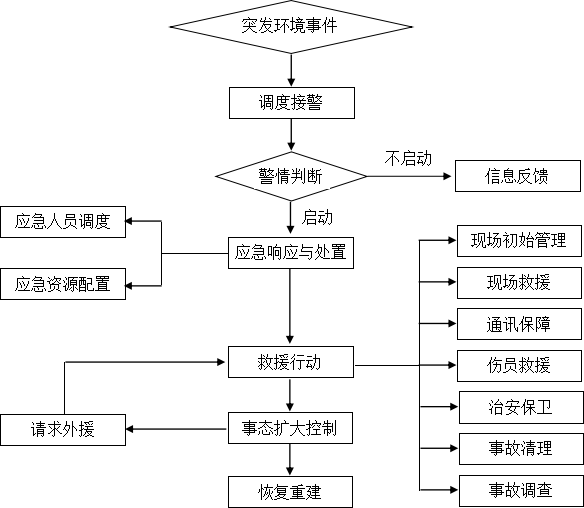 突发环境事件
调度接警
警情判断
不启动
信息反馈
启动
应急人员调度
应急响应与处置
应急资源配置
现场初始管理
现场救援
通讯保障
救援行动
伤员救援
治安保卫
请求外援
事态扩大控制
事故清理
恢复重建
事故调查